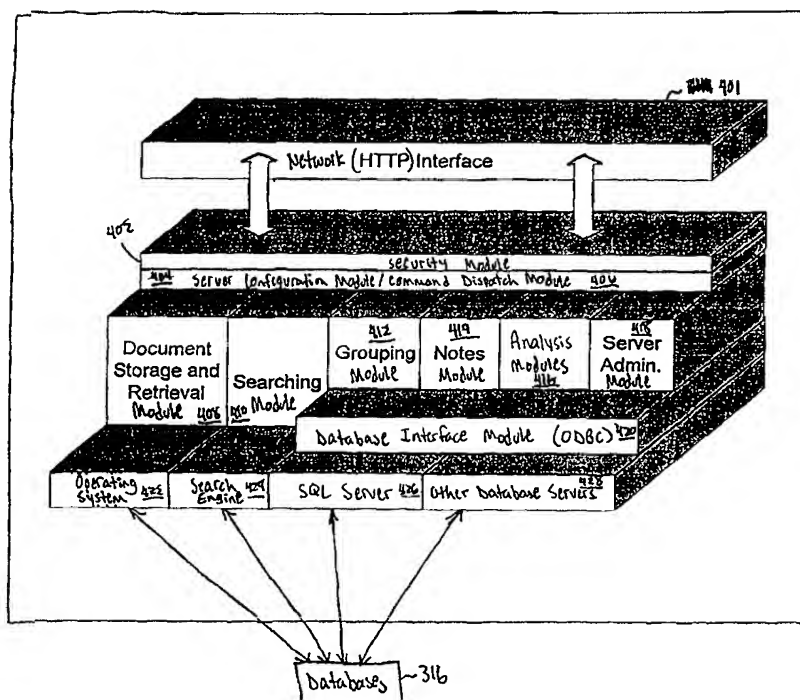 401
Network (HTTP) Interface
402
Security Module
404 Server Configuration Module / Command Dispatch Module 406
Document Storage and Retrieval Module 408
410 Searching Module
412 Grouping Module
414 Notes Module
Analysis Modules 416
418 Server Admin. Module
Database Interface Module (ODBC) 420
Operating System 422
Search Engine 424
SQL Server 426
Other Database Servers 428
Databases
316